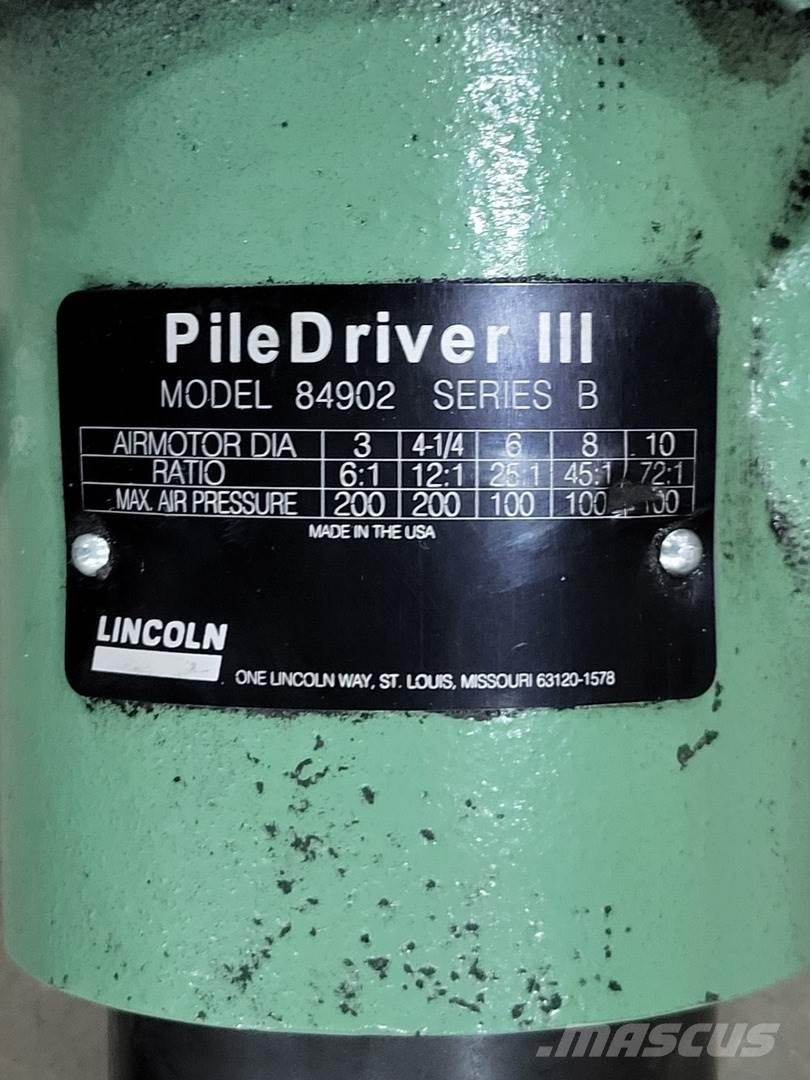 PileDriver III
MODEL 84902 SERIES B
AIRMOTOR DIA 3 4-1/4 6 8 10
RATIO 6:1 12:1 25:1 45:1 72:1
MAX. AIR PRESSURE 200 200 100 100 100
MADE IN THE USA
LINCOLN
ONE LINCOLN WAY, ST. LOUIS, MISSOURI 63120-1578
MASCUS